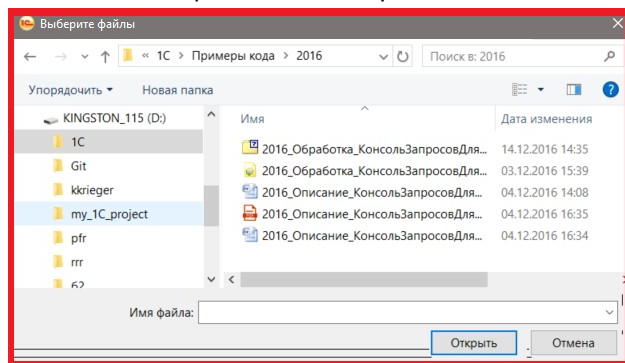 Выберите файлы
« 1С > Примеры кода > 2016
Поиск в: 2016
Упорядочить
Новая папка
KINGSTON_115 (D:)
1С
Git
kkrieger
my_1C_project
pfr
rrr
62
Имя
Дата изменения
2016_Обработка_КонсольЗапросовДля... 14.12.2016 14:35
2016_Обработка_КонсольЗапросовДля... 03.12.2016 15:39
2016_Описание_КонсольЗапросовДля... 04.12.2016 14:08
2016_Описание_КонсольЗапросовДля... 04.12.2016 16:35
2016_Описание_КонсольЗапросовДля... 04.12.2016 16:34
Имя файла:
Открыть
Отмена